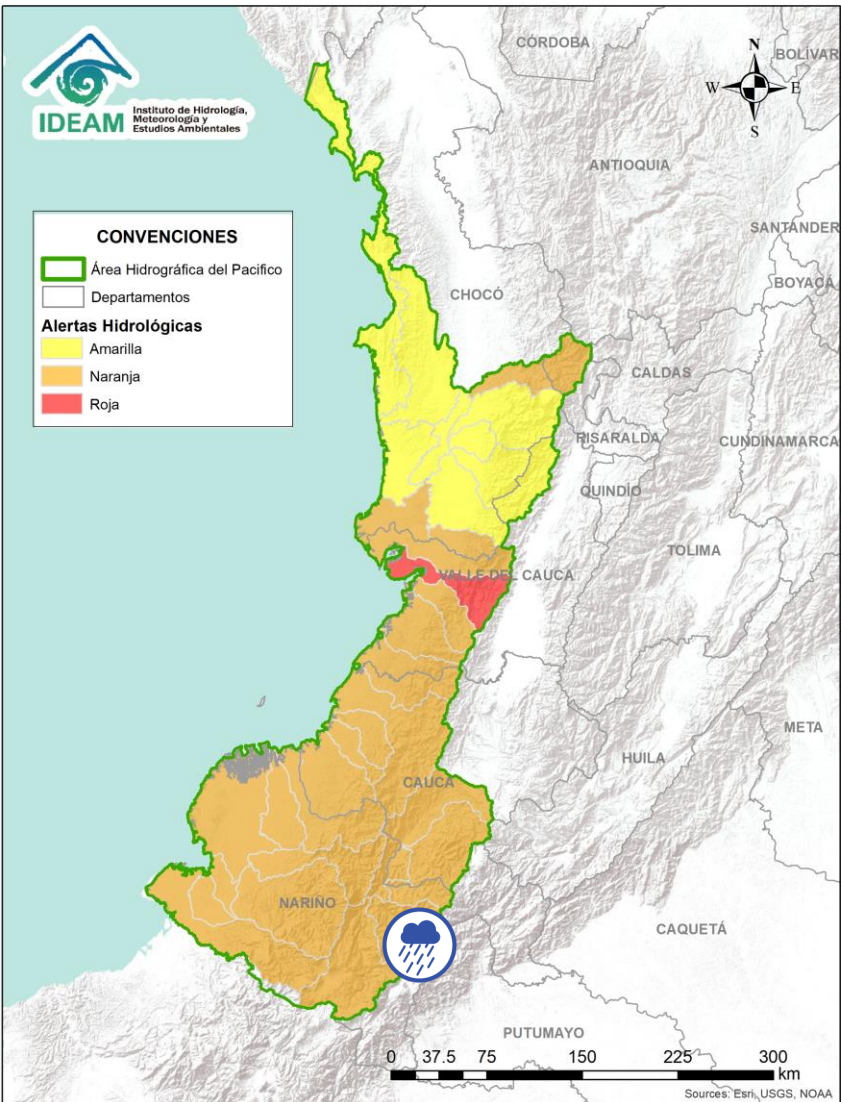 IDEAM
Instituto de Hidrología,
Meteorología y
Estudios Ambientales
N
W
E
S
CÓRDOBA
BOLÍVAR
ANTIOQUIA
SANTANDER
BOYACÁ
CHOCÓ
CALDAS
RISARALDA
CUNDINAMARCA
QUINDÍO
TOLIMA
VALLE DEL CAUCA
META
HUILA
CAUCA
NARIÑO
CAQUETÁ
PUTUMAYO
CONVENCIONES
Área Hidrográfica del Pacifico
Departamentos
Alertas Hidrológicas
Amarilla
Naranja
Roja
0 37.5 75 150 225 300
km
Sources: Esri, USGS, NOAA